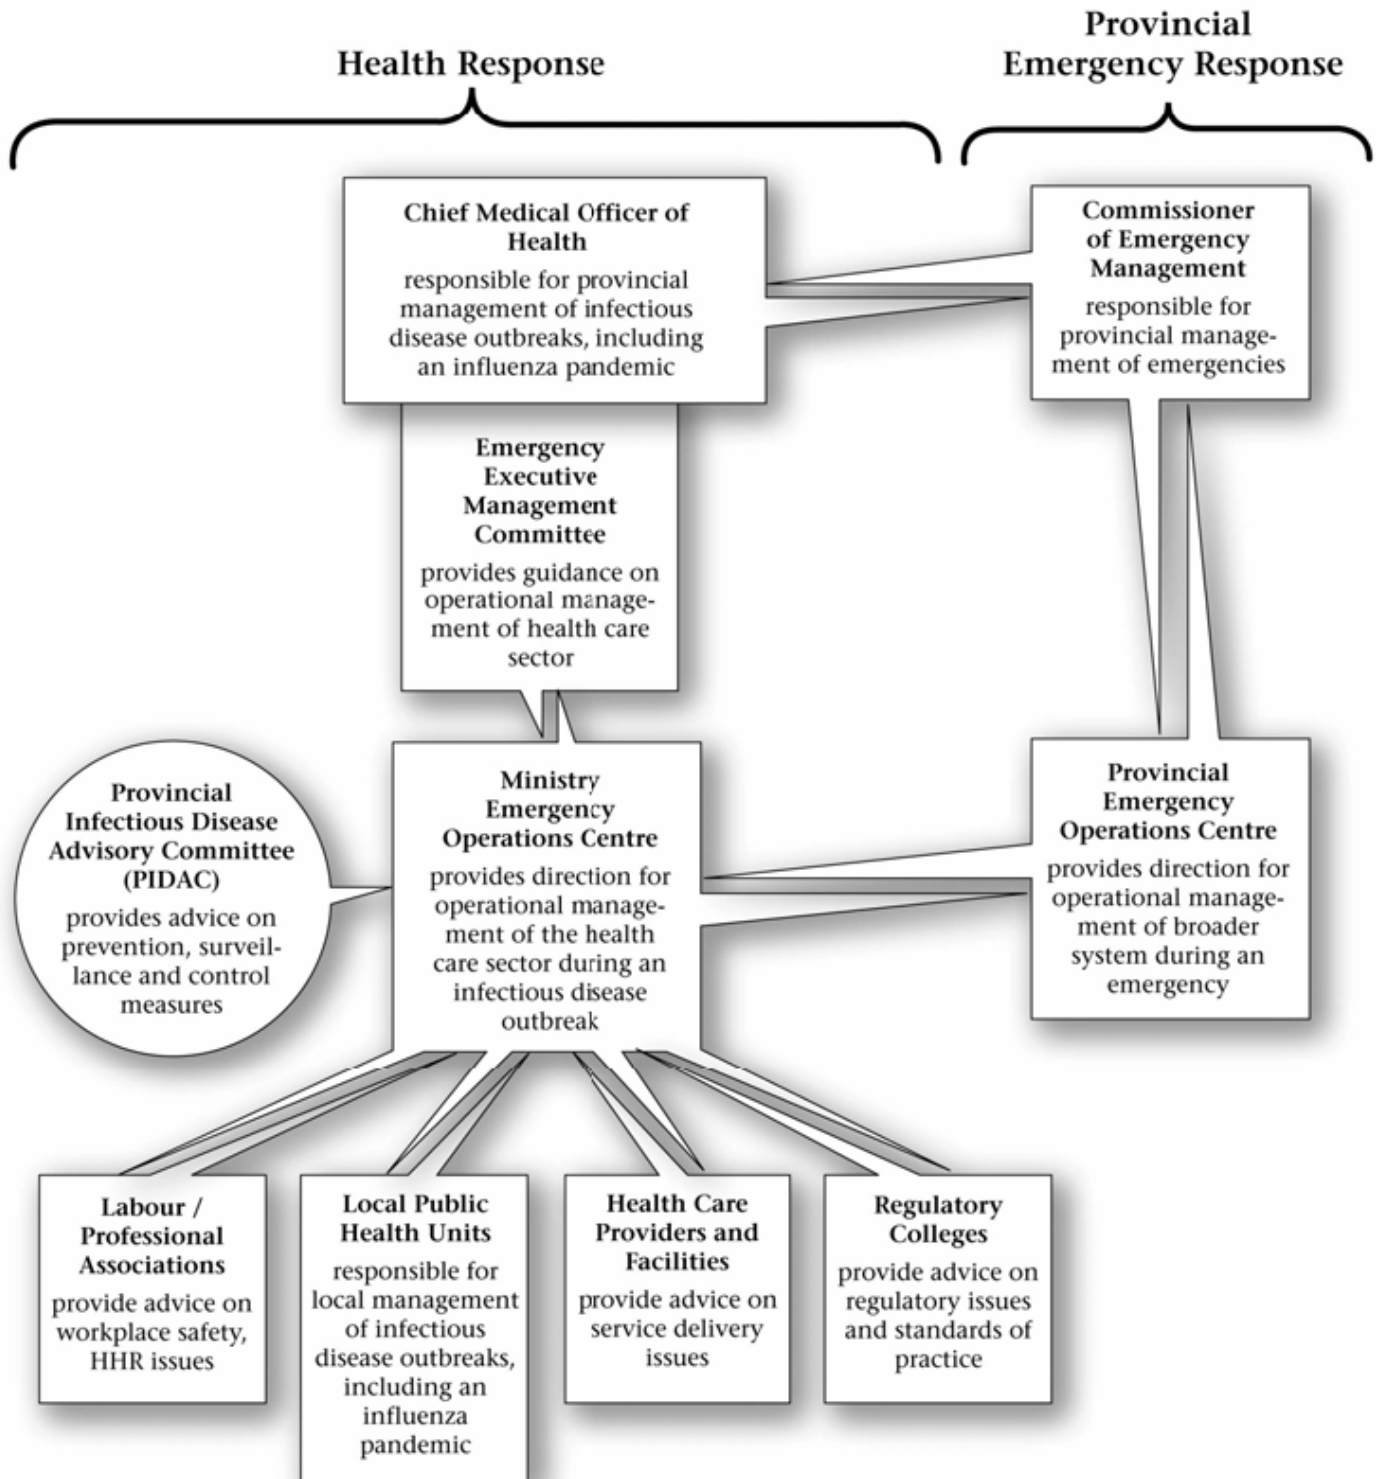 Health Response
Provincial
Emergency Response
Chief Medical Officer of
Health
responsible for provincial
management of infectious
disease outbreaks, including
an influenza pandemic
Commissioner
of Emergency
Management
responsible for
provincial manage-
ment of emergencies
Emergency
Executive
Management
Committee
provides guidance on
operational manage-
ment of health care
sector
Provincial
Infectious Disease
Advisory Committee
(PIDAC)
provides advice on
prevention, surveil-
lance and control
measures
Ministry
Emergency
Operations Centre
provides direction for
operational manage-
ment of the health
care sector during an
infectious disease
outbreak
Provincial
Emergency
Operations Centre
provides direction for
operational manage-
ment of broader
system during an
emergency
Labour /
Professional
Associations
provide advice on
workplace safety,
HHR issues
Local Public
Health Units
responsible for
local management
of infectious
disease outbreaks,
including an
influenza
pandemic
Health Care
Providers and
Facilities
provide advice on
service delivery
issues
Regulatory
Colleges
provide advice on
regulatory issues
and standards of
practice